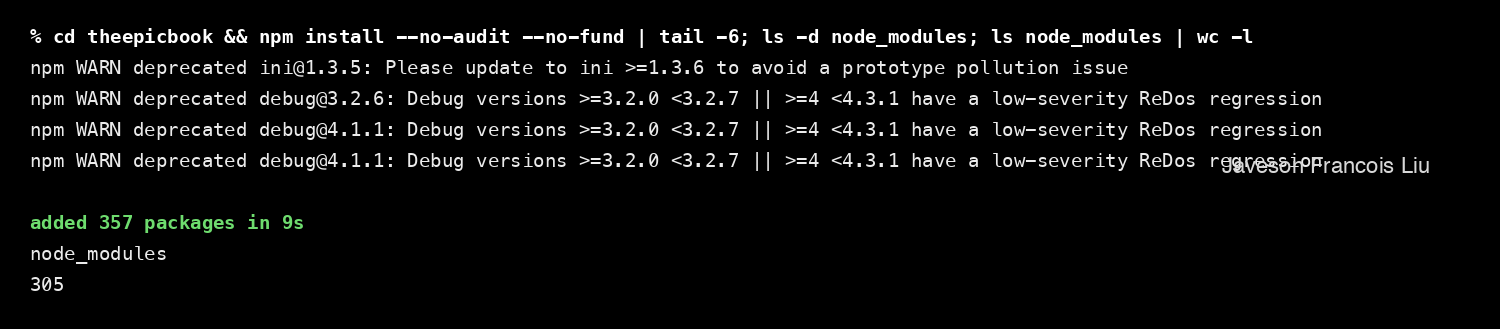 % cd theepicbook && npm install --no-audit --no-fund | tail -6; ls -d node_modules; ls node_modules | wc -l
npm WARN deprecated ini@1.3.5: Please update to ini >=1.3.6 to avoid a prototype pollution issue
npm WARN deprecated debug@3.2.6: Debug versions >=3.2.0 <3.2.7 || >=4 <4.3.1 have a low-severity ReDos regression
npm WARN deprecated debug@4.1.1: Debug versions >=3.2.0 <3.2.7 || >=4 <4.3.1 have a low-severity ReDos regression
npm WARN deprecated debug@4.1.1: Debug versions >=3.2.0 <3.2.7 || >=4 <4.3.1 have a low-severity ReDos regression
Javeson Francois Liu
added 357 packages in 9s
node_modules
305